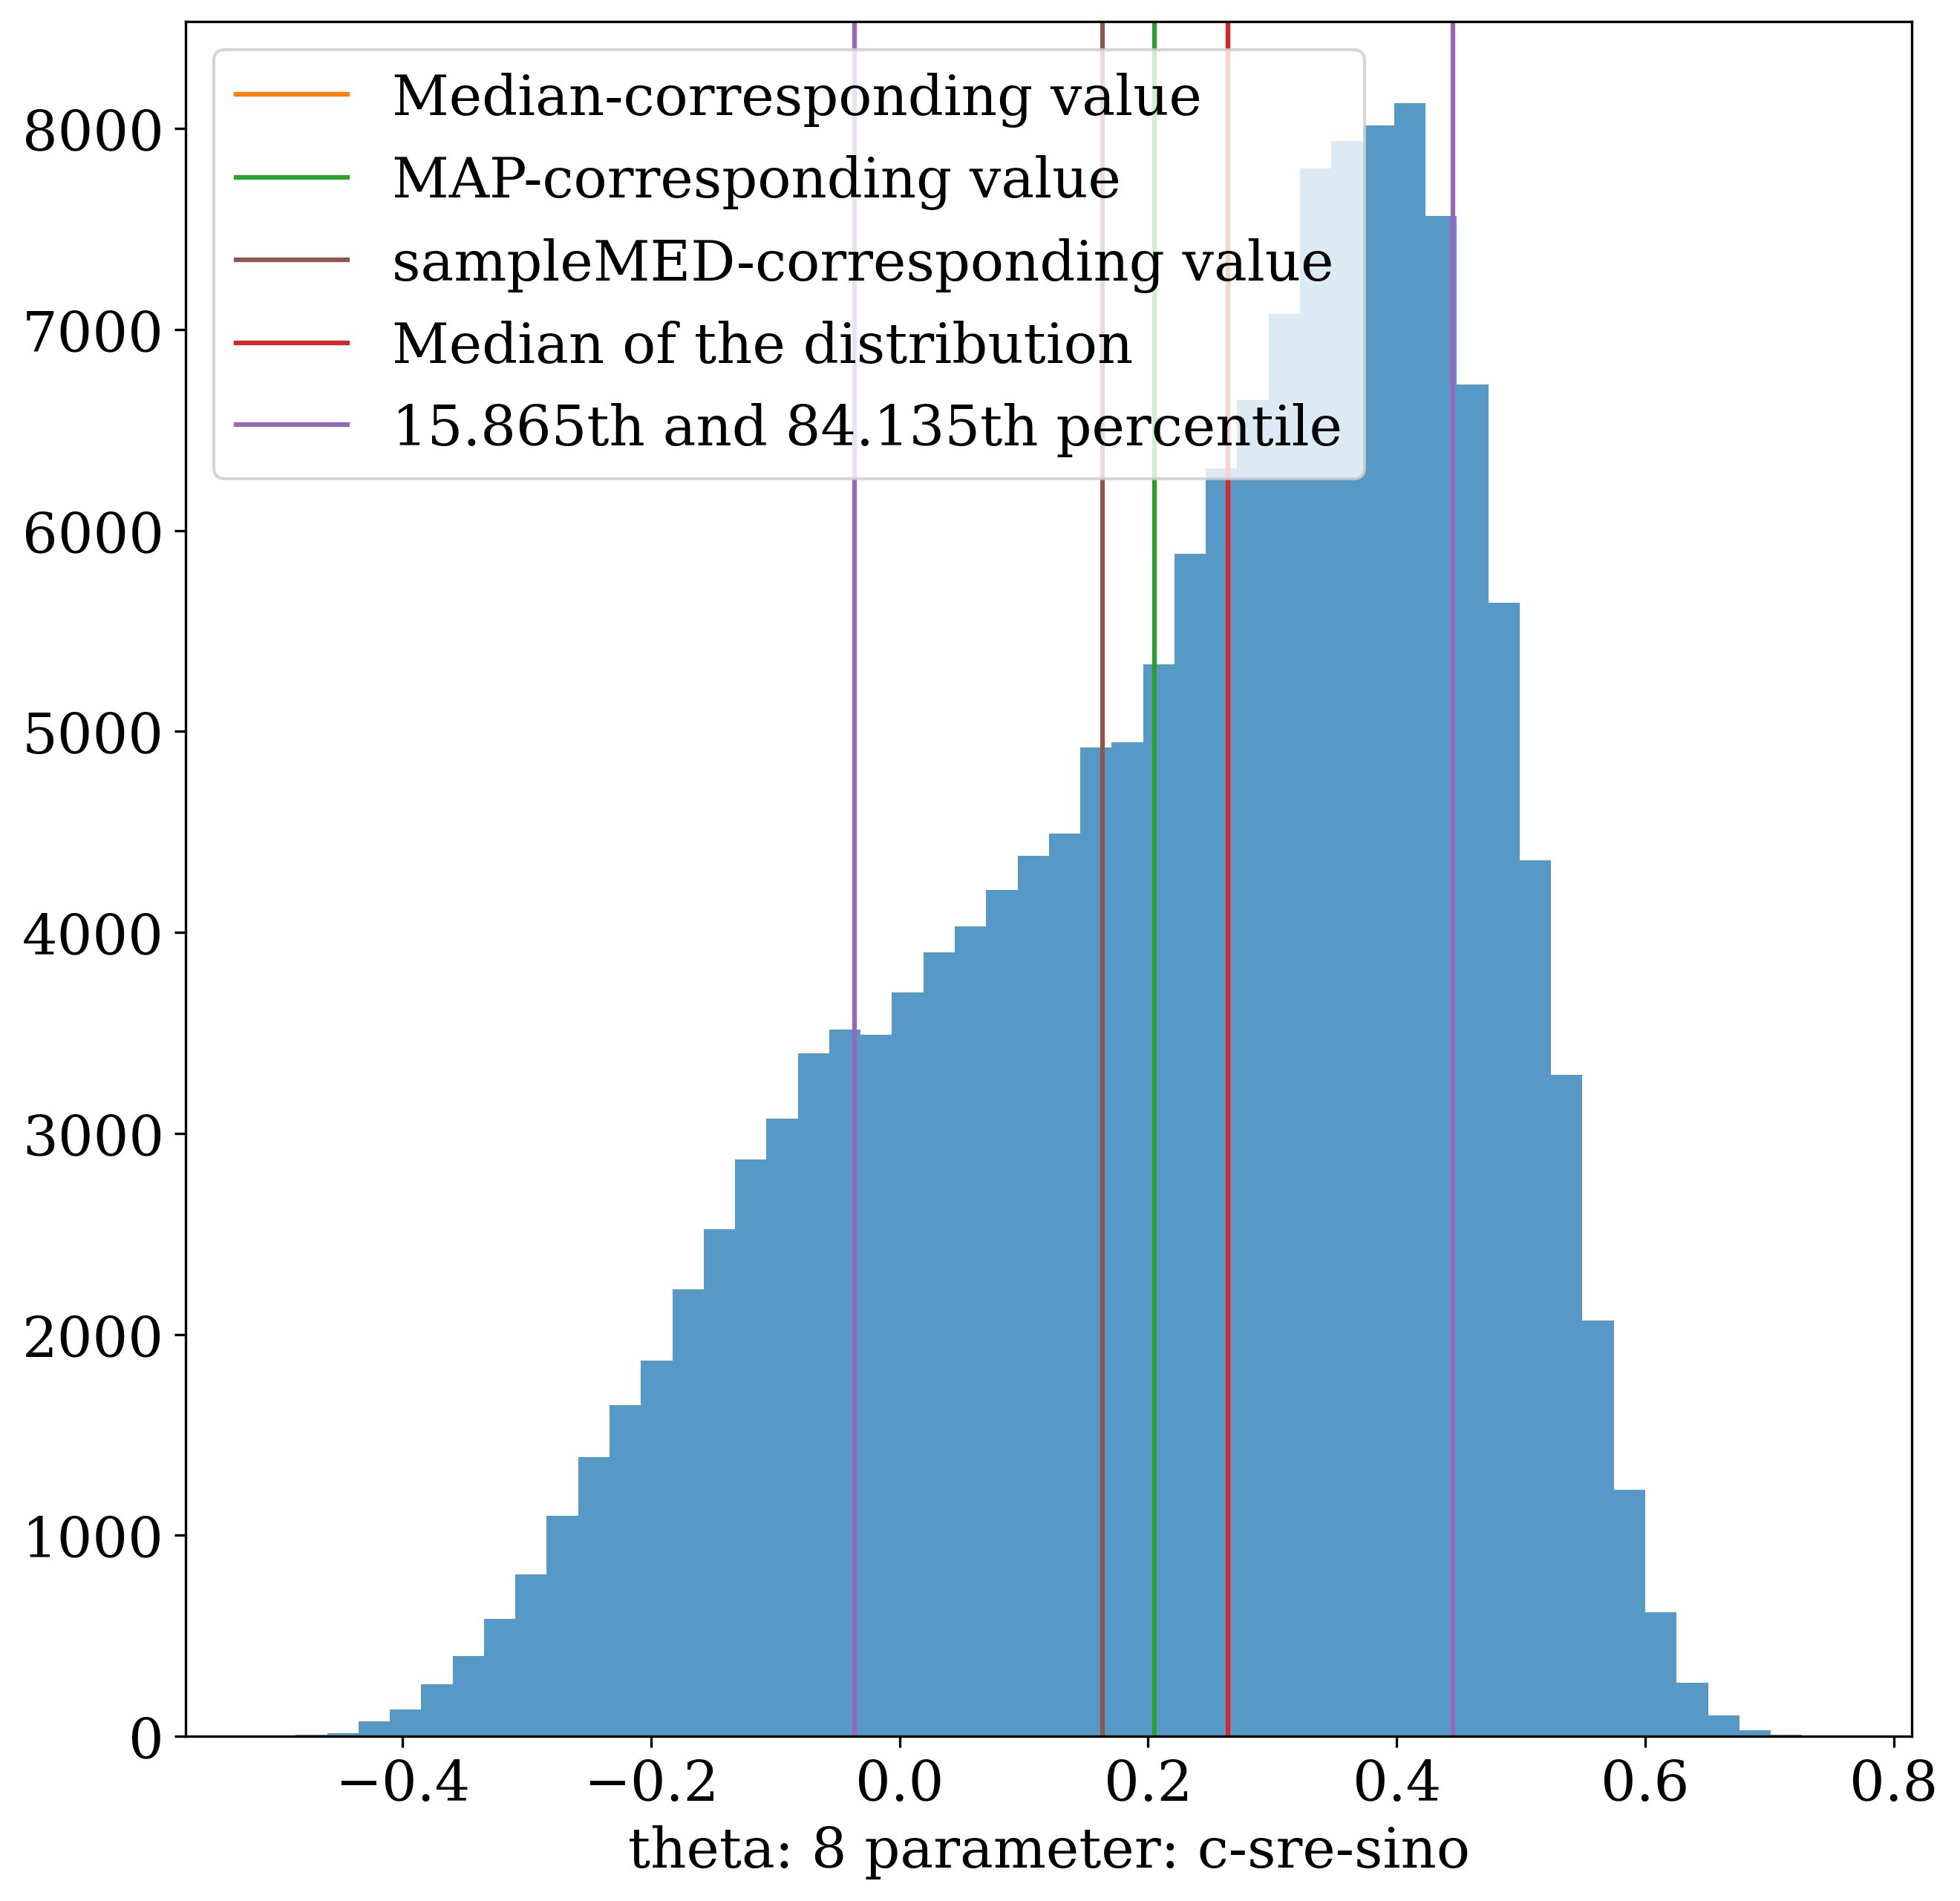 Median-corresponding value
MAP-corresponding value
sampleMED-corresponding value
Median of the distribution
15.865th and 84.135th percentile
8000
7000
6000
5000
4000
3000
2000
1000
0
−0.4 −0.2 0.0 0.2 0.4 0.6 0.8
theta: 8 parameter: c-sre-sino